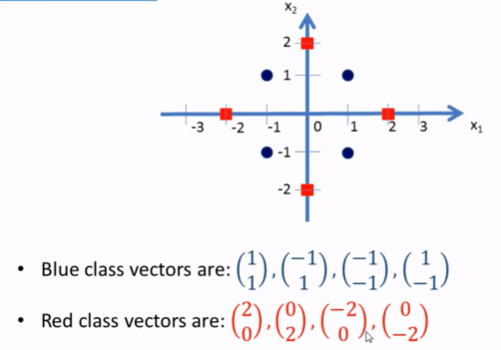 x₂
2
1
-3 -2 -1 0 1 2 3 x₁
-1
-2
• Blue class vectors are: (1 1), (−1 1), (−1 −1), (1 −1)
• Red class vectors are: (2 0), (0 2), (−2 0), (0 −2)